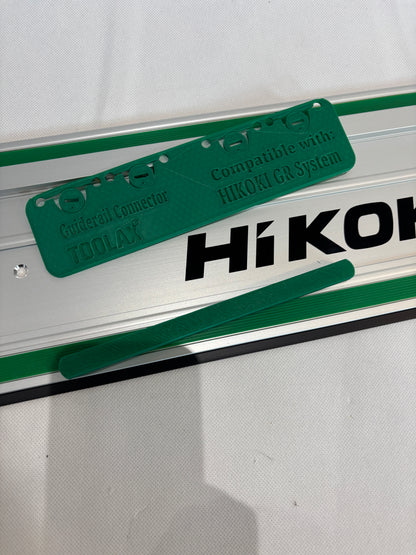 Guiderail Connector
TOOLAX
Compatible with:
HIKOKI GR System
HiKOK